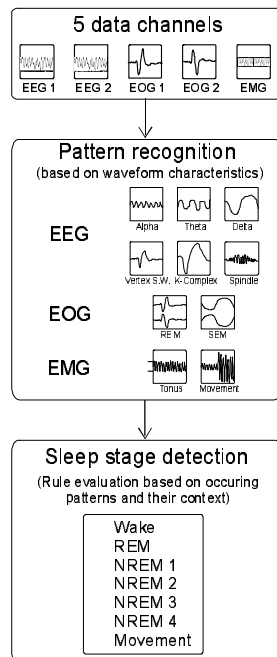 5 data channels
EEG 1 EEG 2 EOG 1 EOG 2 EMG
Pattern recognition
(based on waveform characteristics)
EEG
Alpha Theta Delta
Vertex S.W. K-Complex Spindle
EOG
REM SEM
EMG
Tonus Movement
Sleep stage detection
(Rule evaluation based on occuring
patterns and their context)
Wake
REM
NREM 1
NREM 2
NREM 3
NREM 4
Movement